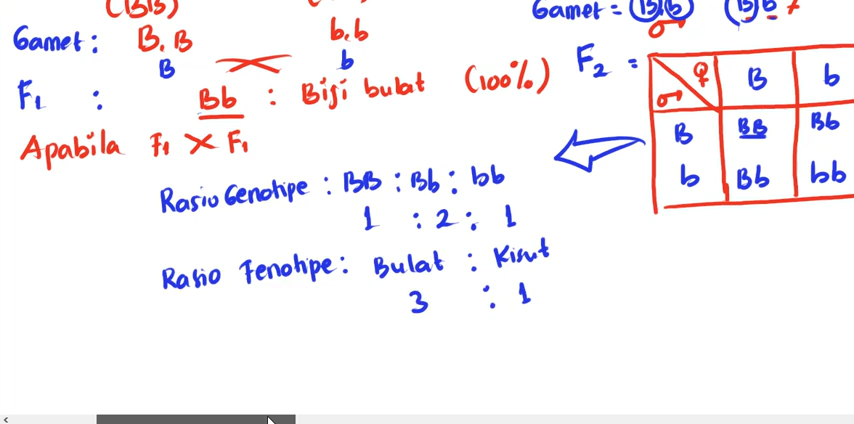 (BB)
Gamet : B, B b, b
B b
F1 : Bb : Biji bulat (100%)
Apabila F1 X F1
Rasio Genotipe : BB : Bb : bb
1 : 2 : 1
Rasio Fenotipe : Bulat : Kisut
3 : 1
Gamet = B, b B, b
F2 =
♀ B b
♂
B BB Bb
b Bb bb